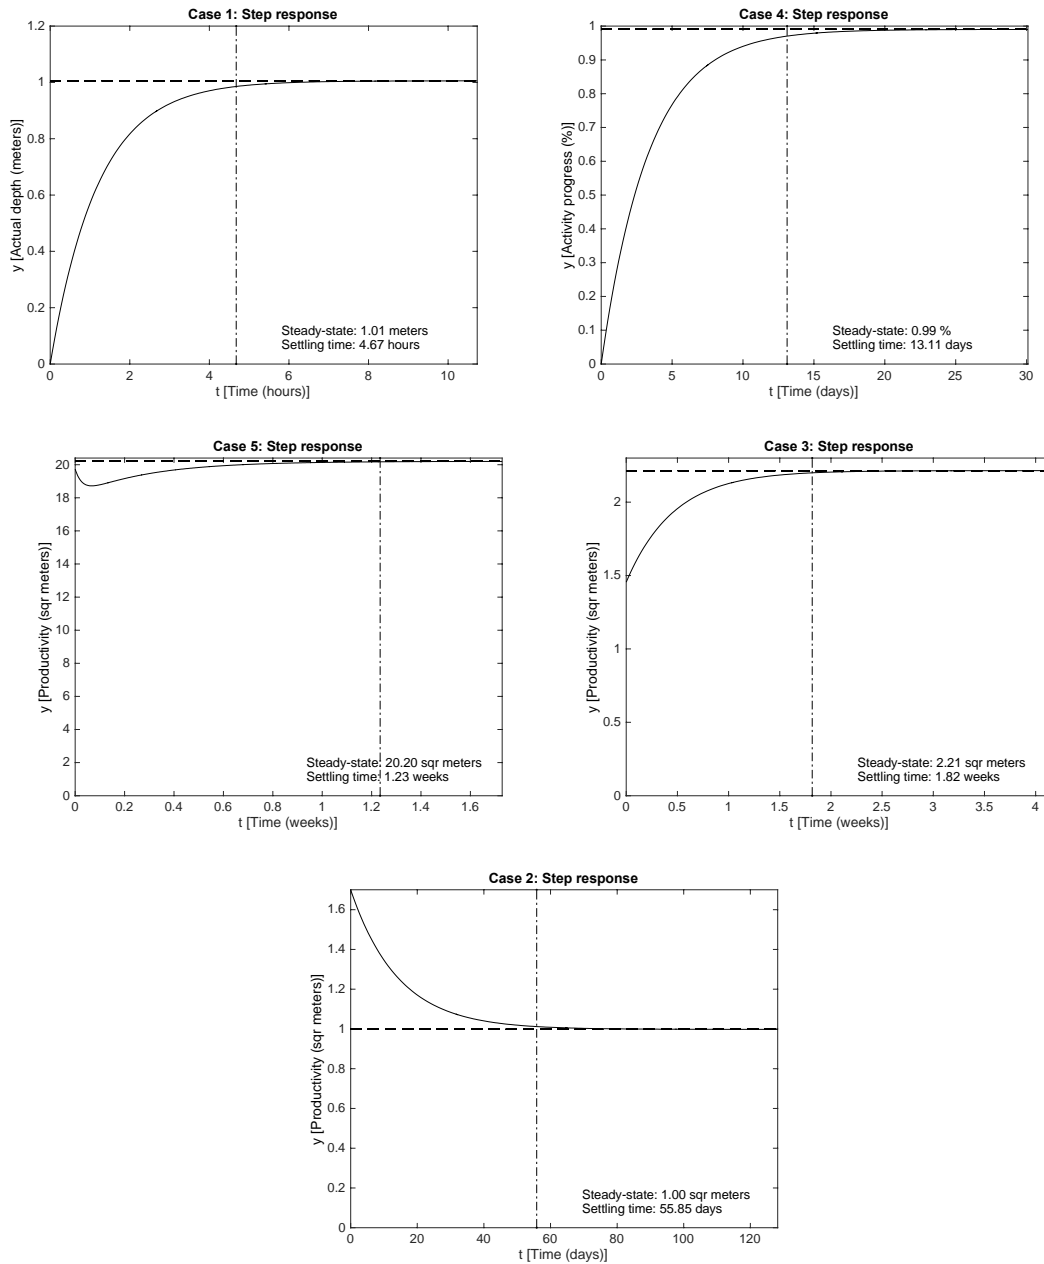 Case 1: Step response
1.2
1
0.8
0.6
0.4
0.2
0
y [Actual depth (meters)]
Steady-state: 1.01 meters
Settling time: 4.67 hours
0 2 4 6 8 10
t [Time (hours)]
Case 4: Step response
1
0.9
0.8
0.7
0.6
0.5
0.4
0.3
0.2
0.1
0
y [Activity progress (%)]
Steady-state: 0.99 %
Settling time: 13.11 days
0 5 10 15 20 25 30
t [Time (days)]
Case 5: Step response
20
18
16
14
12
10
8
6
4
2
0
y [Productivity (sqr meters)]
Steady-state: 20.20 sqr meters
Settling time: 1.23 weeks
0 0.2 0.4 0.6 0.8 1 1.2 1.4 1.6
t [Time (weeks)]
Case 3: Step response
2
1.5
1
0.5
0
y [Productivity (sqr meters)]
Steady-state: 2.21 sqr meters
Settling time: 1.82 weeks
0 0.5 1 1.5 2 2.5 3 3.5 4
t [Time (weeks)]
Case 2: Step response
1.6
1.4
1.2
1
0.8
0.6
0.4
0.2
0
y [Productivity (sqr meters)]
Steady-state: 1.00 sqr meters
Settling time: 55.85 days
0 20 40 60 80 100 120
t [Time (days)]